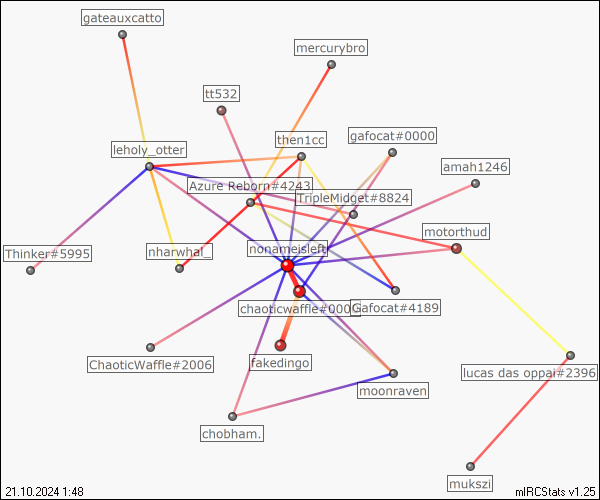 gateauxcatto
mercurybro
tt532
then1cc
gafocat#0000
leholy_otter
amah1246
Azure Reborn#4243
TripleMidget#8824
motorthud
Thinker#5995
nharwhal_
nonameisleft
chaoticwaffle#000
Gafocat#4189
ChaoticWaffle#2006
fakedingo
lucas das oppai#2396
moonraven
chobham.
mukszi
21.10.2024 1:48
mIRCStats v1.25